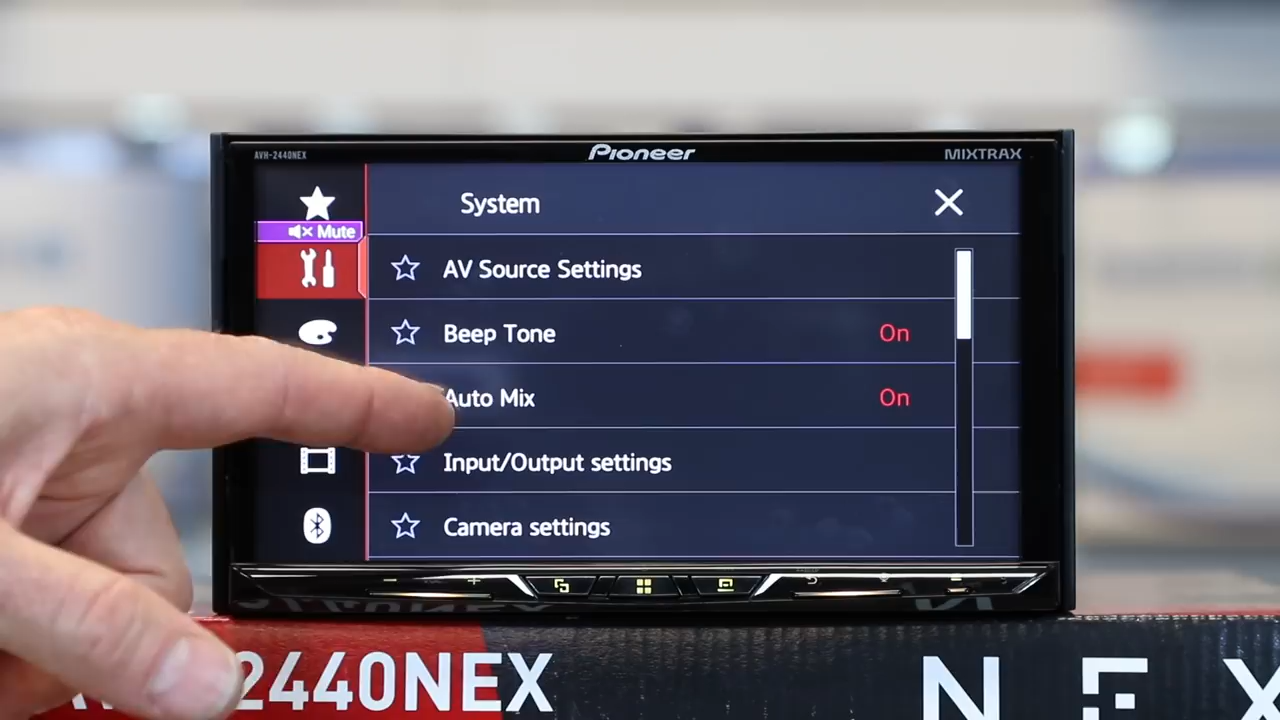 AVH-2440NEX
Pioneer
MIXTRAX
System
Mute
AV Source Settings
Beep Tone On
Auto Mix On
Input/Output settings
Camera settings
2440NEX
NEX